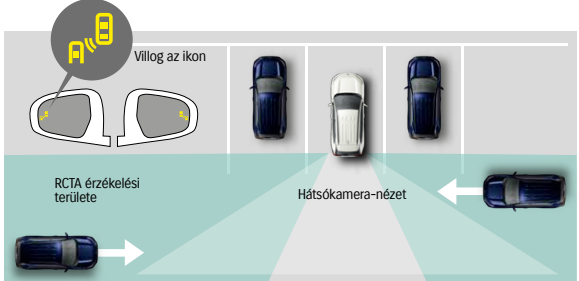 Villog az ikon
RCTA érzékelési
területe
Hátsókamera-nézet